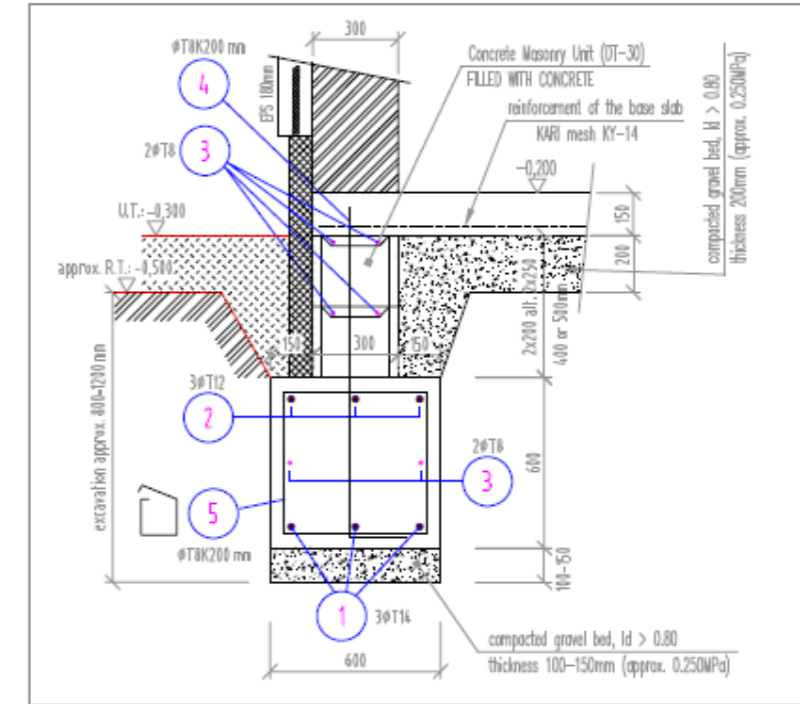 300
φT8K200 mm
4
EPS 180mm
Concrete Masonry Unit (DT-30)
FILLED WITH CONCRETE
reinforcement of the base slab
KARI mesh KY-14
compacted gravel bed, Id > 0.80
thickness 200mm (approx. 0.250MPa)
2φT8
3
-0,200
150
U.T.: -0,300
200
approx. R.T.: -0,500
2x200 alt. 2x250
400 or 500mm
150
300
150
excavation approx. 800-1200 mm
3φT12
2
2φT8
3
600
5
φT8K200 mm
100-150
1
3φT14
compacted gravel bed, Id > 0.80
thickness 100-150mm (approx. 0.250MPa)
600